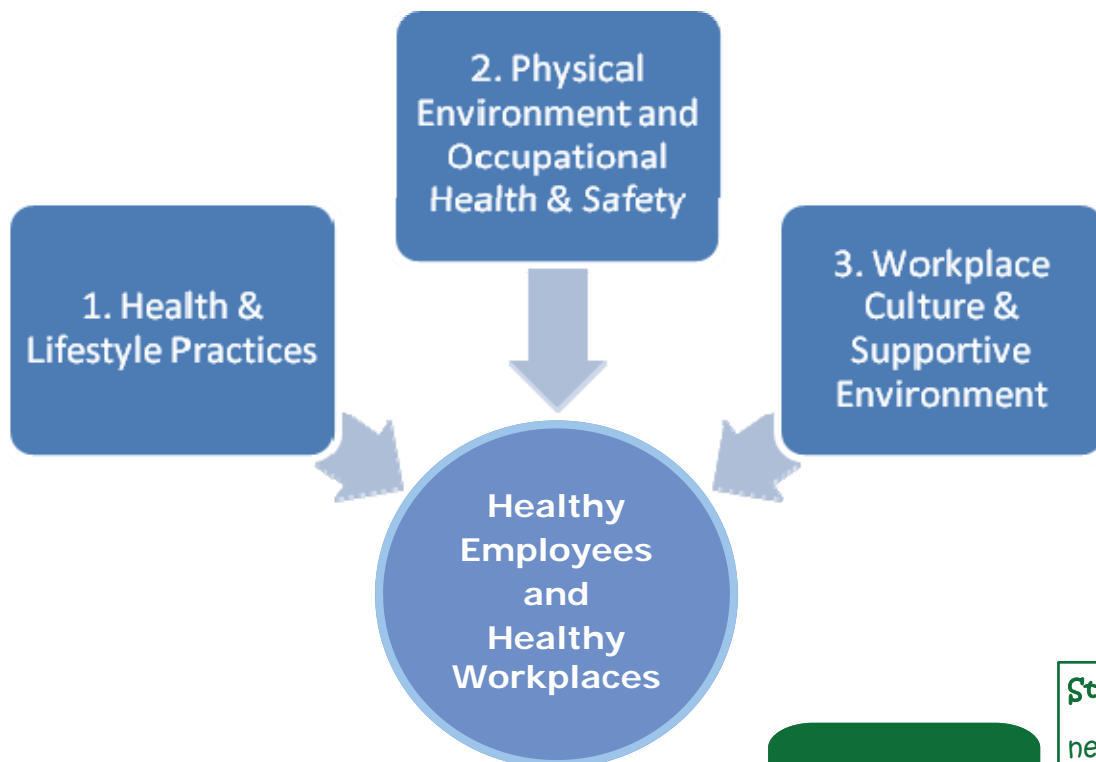 2. Physical
Environment and
Occupational
Health & Safety
1. Health &
Lifestyle Practices
3. Workplace
Culture &
Supportive
Environment
Healthy
Employees
and
Healthy
Workplaces